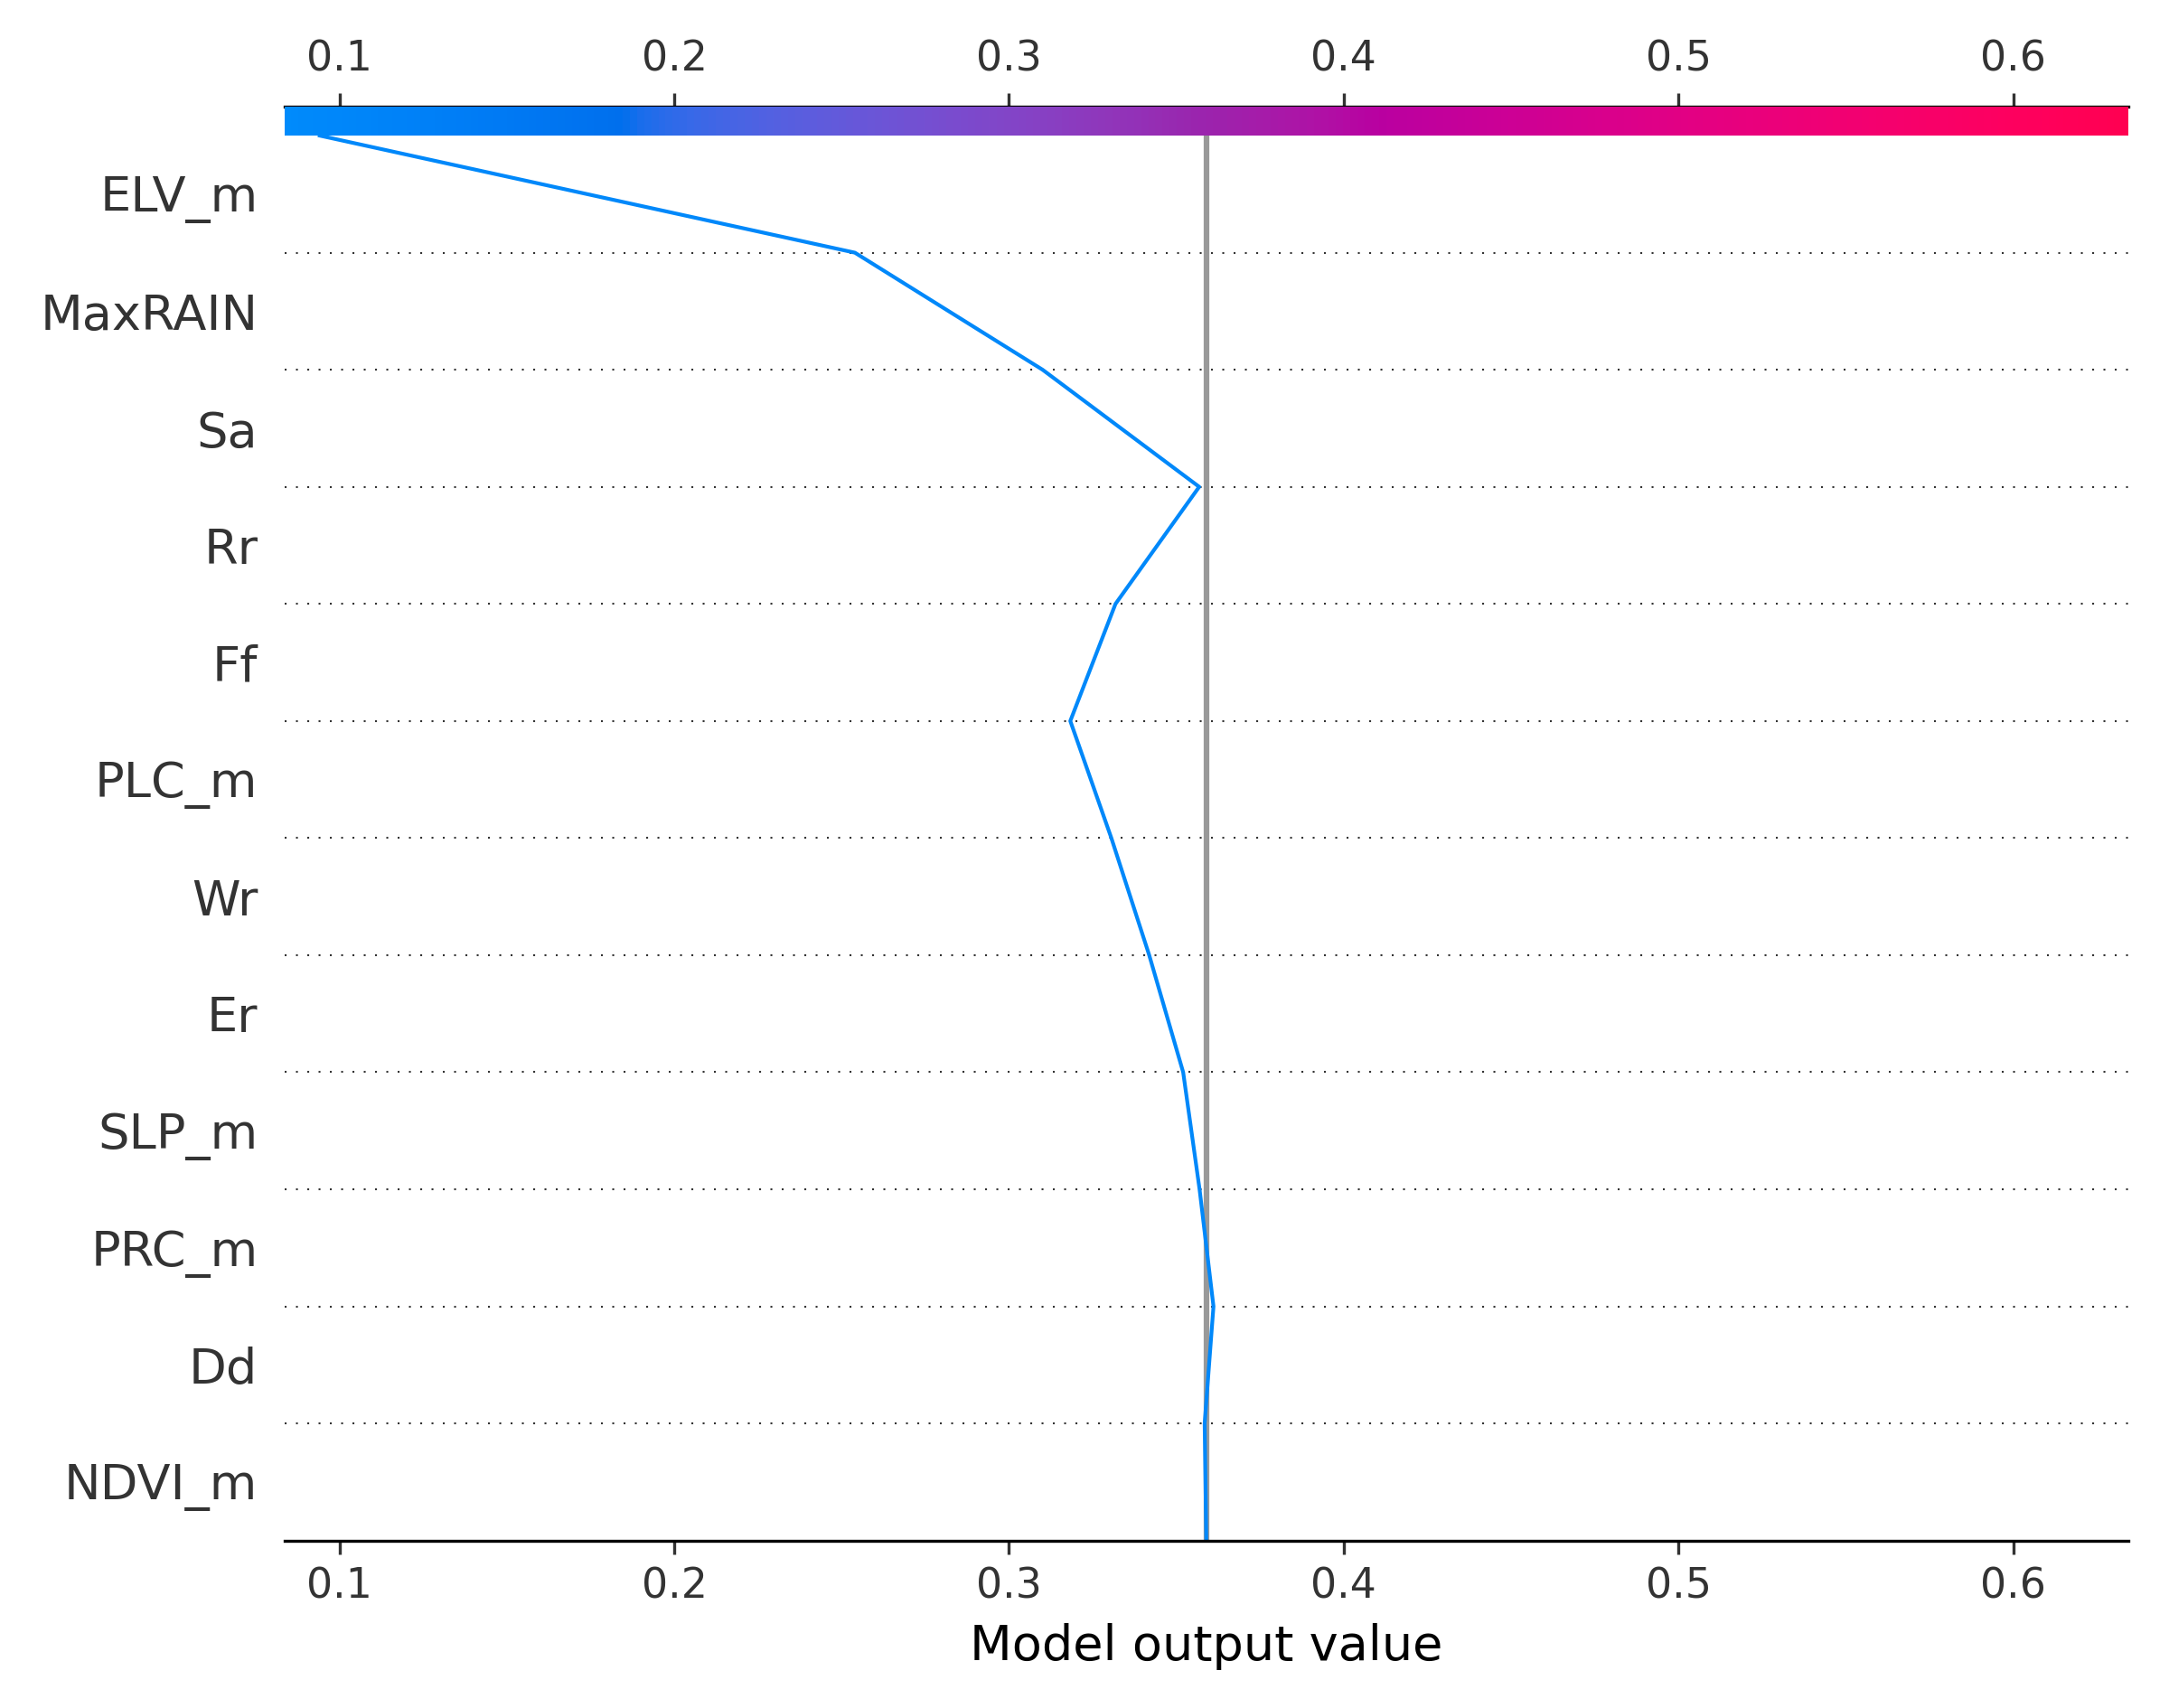 0.1 0.2 0.3 0.4 0.5 0.6
ELV_m
MaxRAIN
Sa
Rr
Ff
PLC_m
Wr
Er
SLP_m
PRC_m
Dd
NDVI_m
0.1 0.2 0.3 0.4 0.5 0.6
Model output value